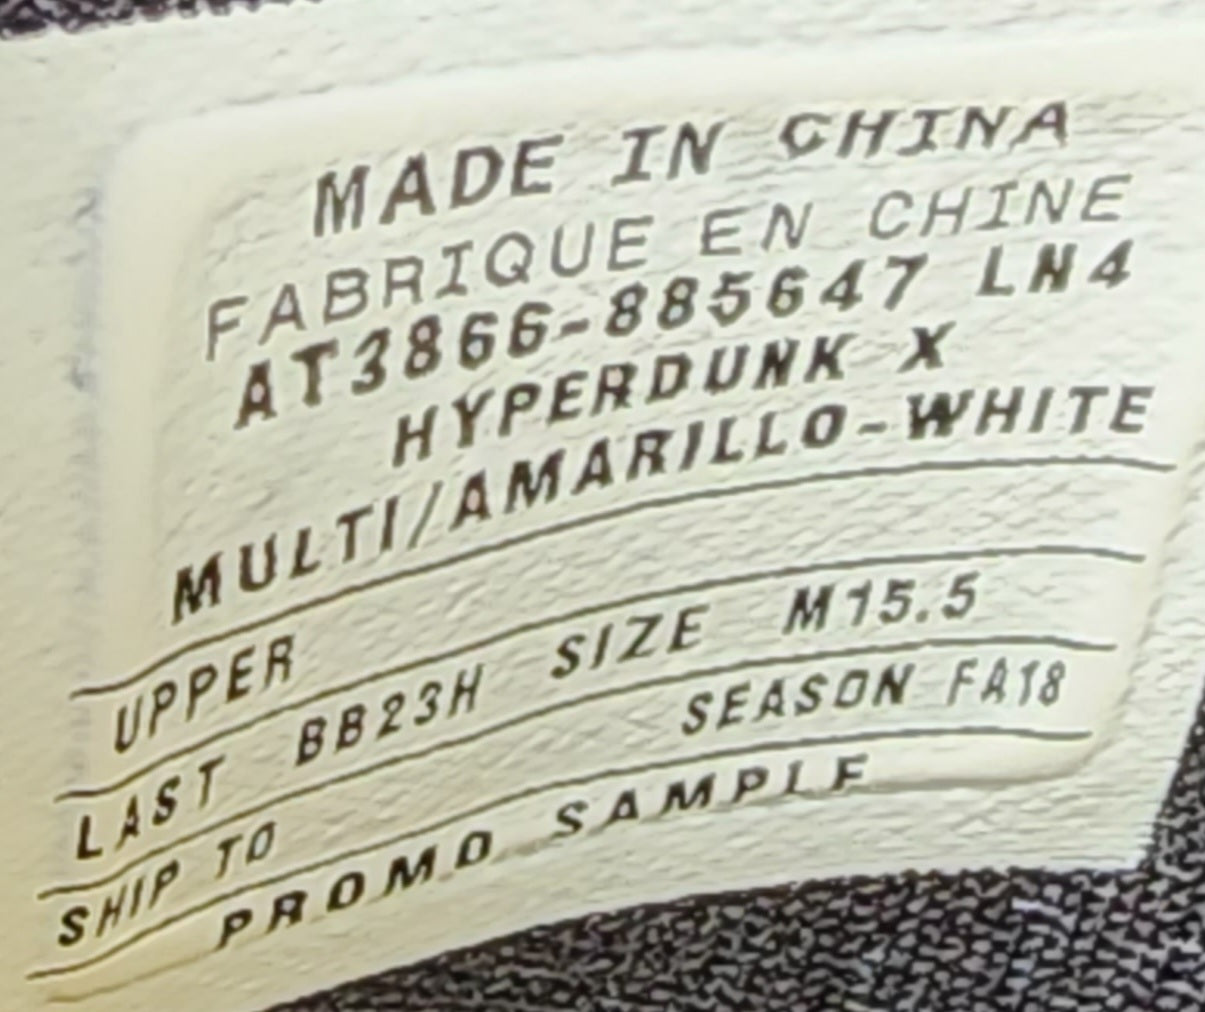 MADE IN CHINA
FABRIQUE EN CHINE
AT3866-885647 LN4
HYPERDUNK X
MULTI/AMARILLO-WHITE
UPPER
LAST BB23H SIZE M15.5
SHIP TO SEASON FA18
PROMO SAMPLE